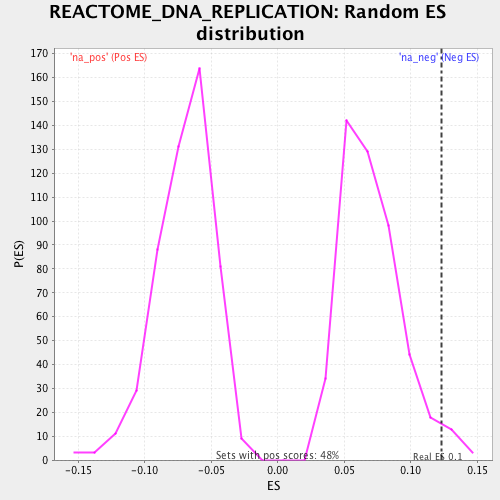 REACTOME_DNA_REPLICATION: Random ES
distribution
'na_pos' (Pos ES)
'na_neg' (Neg ES)
P(ES)
170
160
150
140
130
120
110
100
90
80
70
60
50
40
30
20
10
0
Sets with pos scores: 48%
Real ES 0.1
-0.15 -0.10 -0.05 0.00 0.05 0.10 0.15
ES